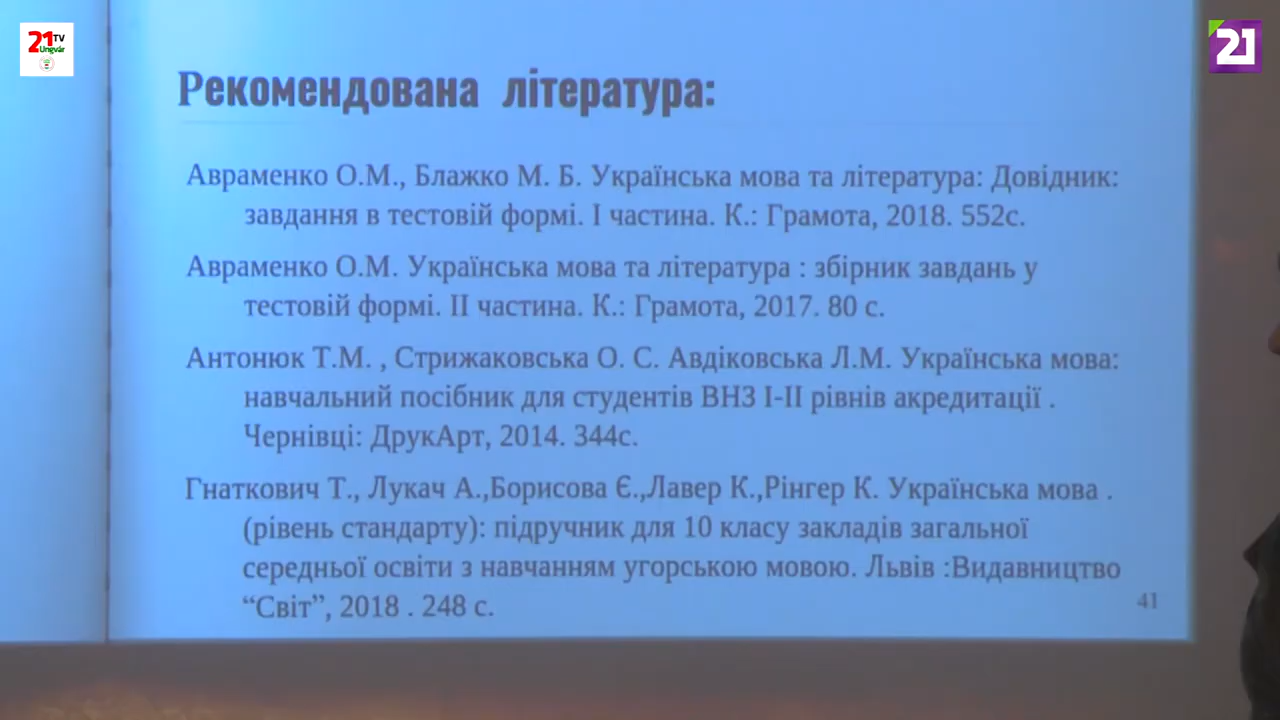 21 TV
Ungvár
21
Рекомендована література:
Авраменко О.М., Блажко М. Б. Українська мова та література: Довідник:
завдання в тестовій формі. І частина. К.: Грамота, 2018. 552с.
Авраменко О.М. Українська мова та література : збірник завдань у
тестовій формі. ІІ частина. К.: Грамота, 2017. 80 с.
Антонюк Т.М. , Стрижаковська О. С. Авдіковська Л.М. Українська мова:
навчальний посібник для студентів ВНЗ І-ІІ рівнів акредитації .
Чернівці: ДрукАрт, 2014. 344с.
Гнаткович Т., Лукач А.,Борисова Є.,Лавер К.,Рінгер К. Українська мова .
(рівень стандарту): підручник для 10 класу закладів загальної
середньої освіти з навчанням угорською мовою. Львів :Видавництво
“Світ”, 2018 . 248 с.
41